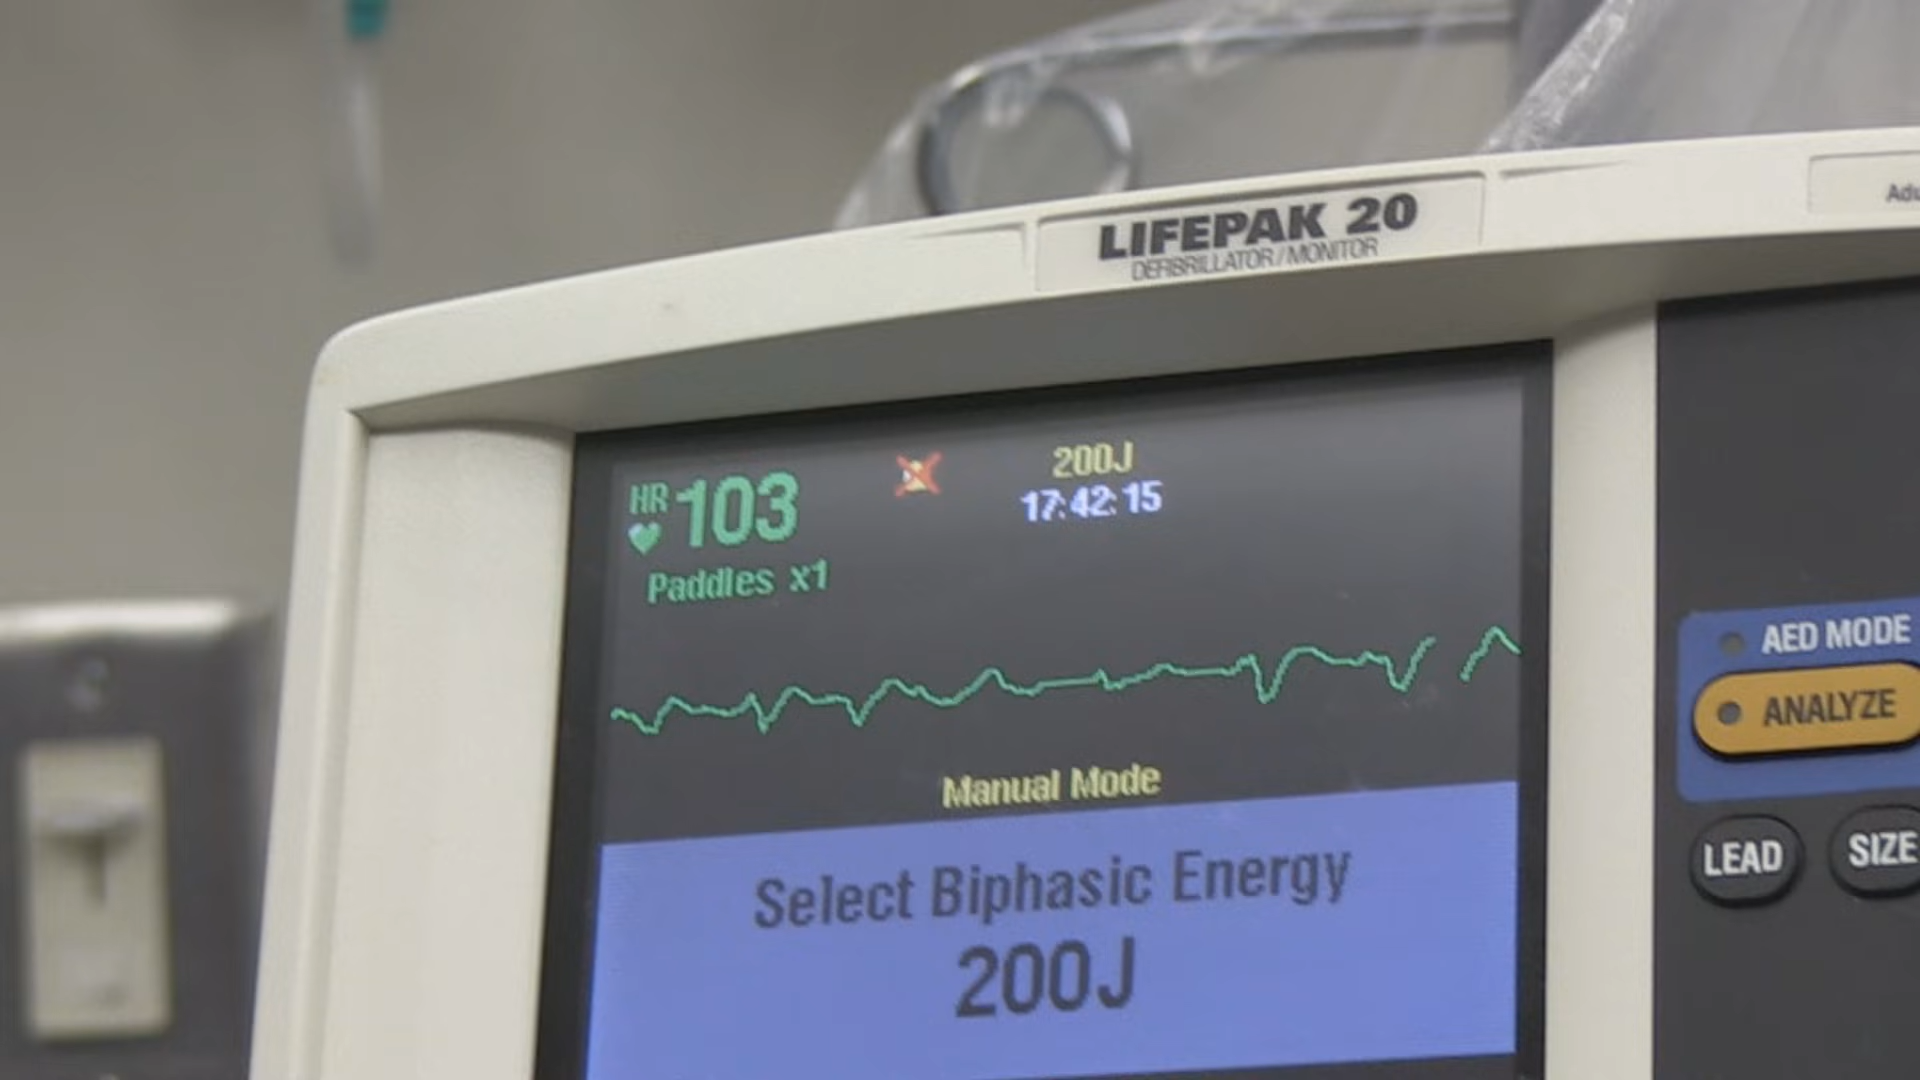 LIFEPAK 20
DEFIBRILLATOR/MONITOR
200J
HR 103
17:42:15
Paddles x1
Manual Mode
Select Biphasic Energy
200J
AED MODE
ANALYZE
LEAD
SIZE